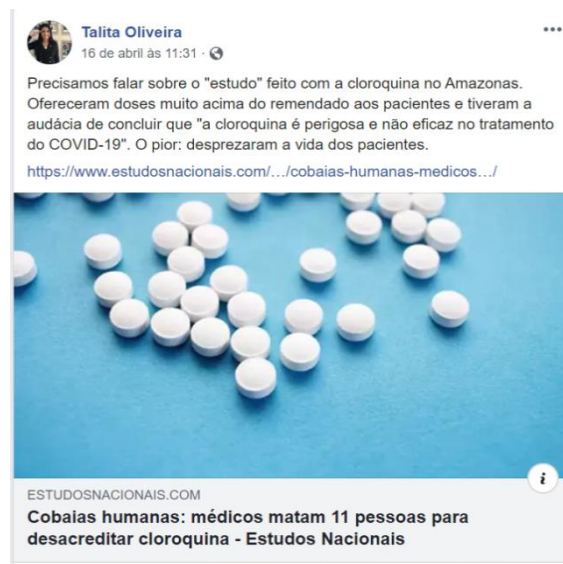 Talita Oliveira
16 de abril às 11:31 ·
Precisamos falar sobre o "estudo" feito com a cloroquina no Amazonas.
Ofereceram doses muito acima do remendado aos pacientes e tiveram a
audácia de concluir que "a cloroquina é perigosa e não eficaz no tratamento
do COVID-19". O pior: desprezaram a vida dos pacientes.
https://www.estudosnacionais.com/.../cobaias-humanas-medicos.../
i
ESTUDOSNACIONAIS.COM
Cobaias humanas: médicos matam 11 pessoas para
desacreditar cloroquina - Estudos Nacionais